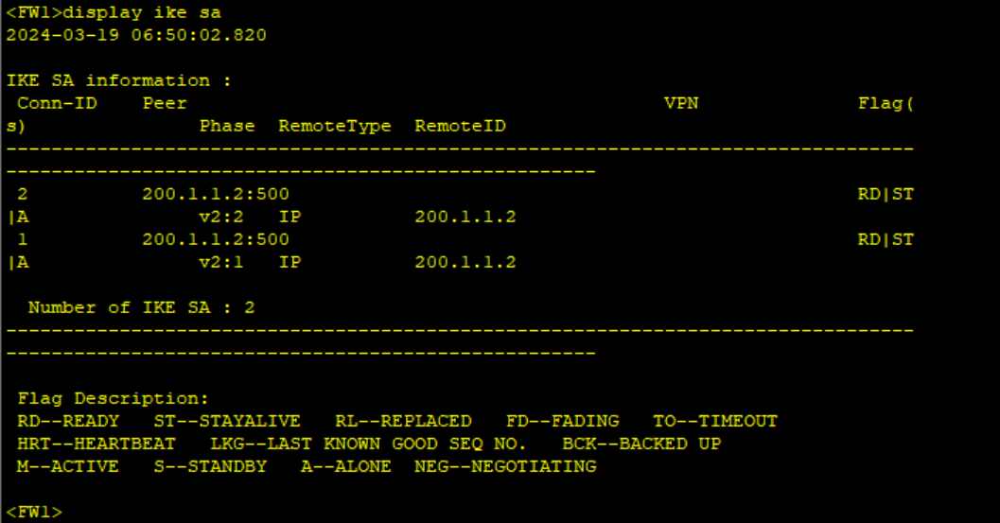 <FW1>display ike sa
2024-03-19 06:50:02.820

IKE SA information :
 Conn-ID    Peer                                          VPN              Flag(
s)               Phase  RemoteType  RemoteID
--------------------------------------------------------------------------------
----------------------------------------------------
 2          200.1.1.2:500                                                  RD|ST
|A               v2:2   IP          200.1.1.2
 1          200.1.1.2:500                                                  RD|ST
|A               v2:1   IP          200.1.1.2

  Number of IKE SA : 2
--------------------------------------------------------------------------------
----------------------------------------------------

 Flag Description:
 RD--READY   ST--STAYALIVE   RL--REPLACED   FD--FADING   TO--TIMEOUT
 HRT--HEARTBEAT   LKG--LAST KNOWN GOOD SEQ NO.   BCK--BACKED UP
 M--ACTIVE   S--STANDBY   A--ALONE  NEG--NEGOTIATING

<FW1>